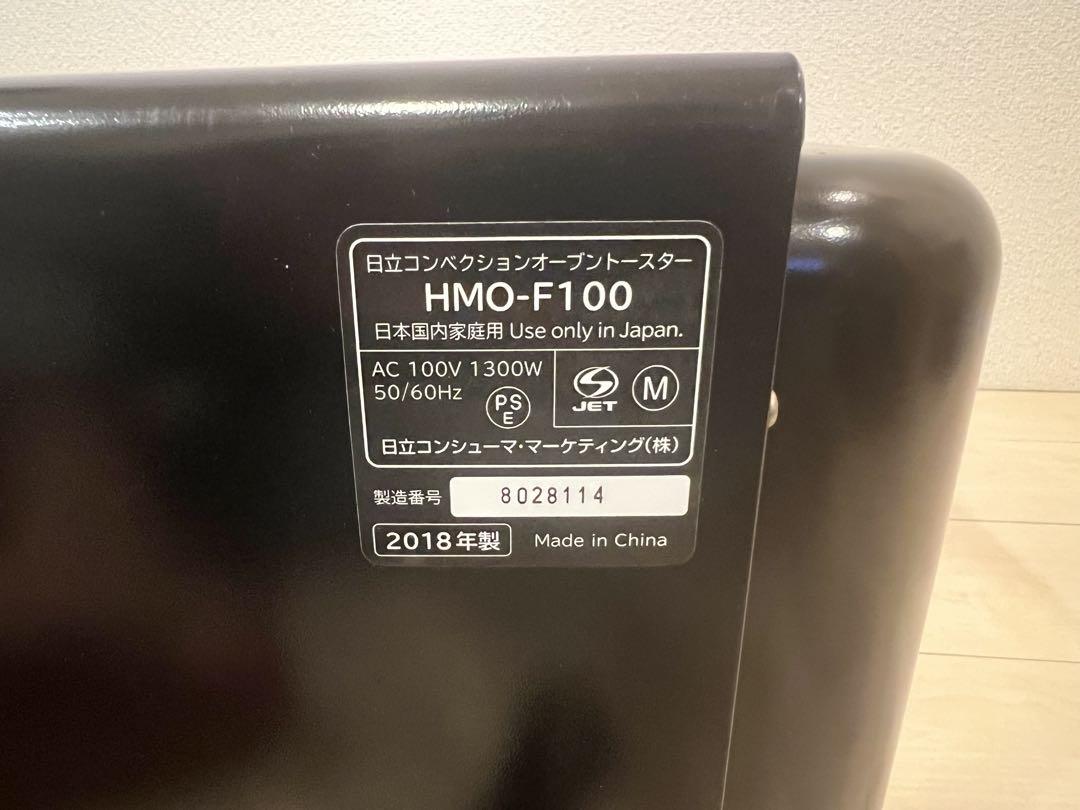 日立コンベクションオーブントースター
HMO-F100
日本国内家庭用 Use only in Japan.
AC 100V 1300W
50/60Hz
PS
E
S
JET
M
日立コンシューマ・マーケティング(株)
製造番号 8028114
2018年製 Made in China